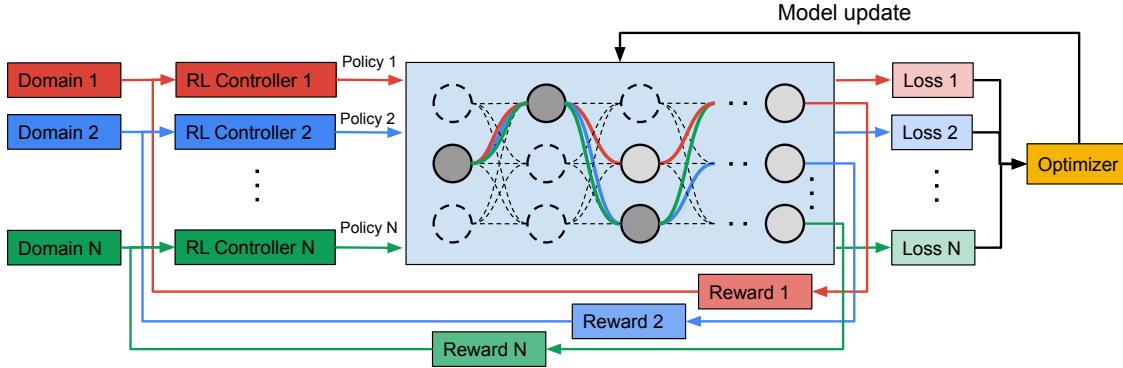 Model update
Domain 1
RL Controller 1
Policy 1
Loss 1
Domain 2
RL Controller 2
Policy 2
Loss 2
Optimizer
Domain N
RL Controller N
Policy N
Loss N
Reward 1
Reward 2
Reward N